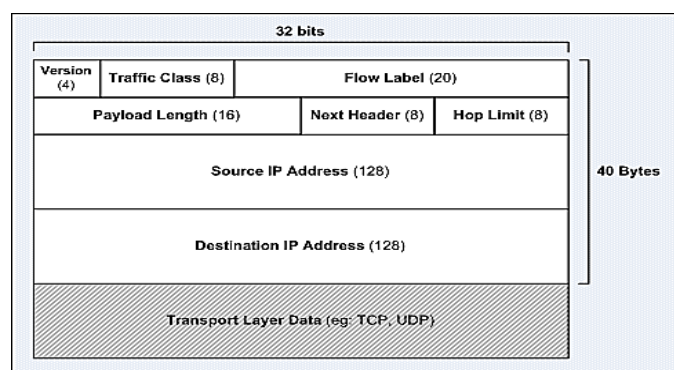 32 bits
Version
(4)
Traffic Class (8)
Flow Label (20)
Payload Length (16)
Next Header (8)
Hop Limit (8)
Source IP Address (128)
40 Bytes
Destination IP Address (128)
Transport Layer Data (eg: TCP, UDP)